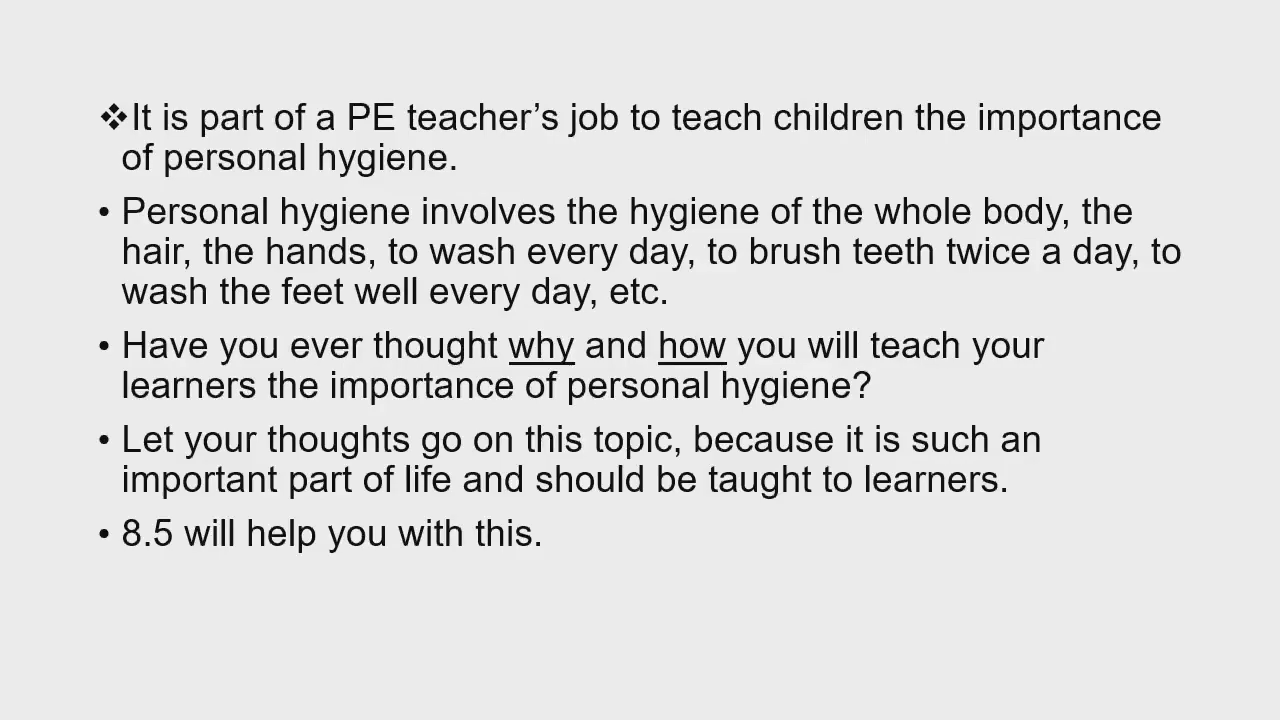 ❖It is part of a PE teacher’s job to teach children the importance
of personal hygiene.
• Personal hygiene involves the hygiene of the whole body, the
hair, the hands, to wash every day, to brush teeth twice a day, to
wash the feet well every day, etc.
• Have you ever thought why and how you will teach your
learners the importance of personal hygiene?
• Let your thoughts go on this topic, because it is such an
important part of life and should be taught to learners.
• 8.5 will help you with this.